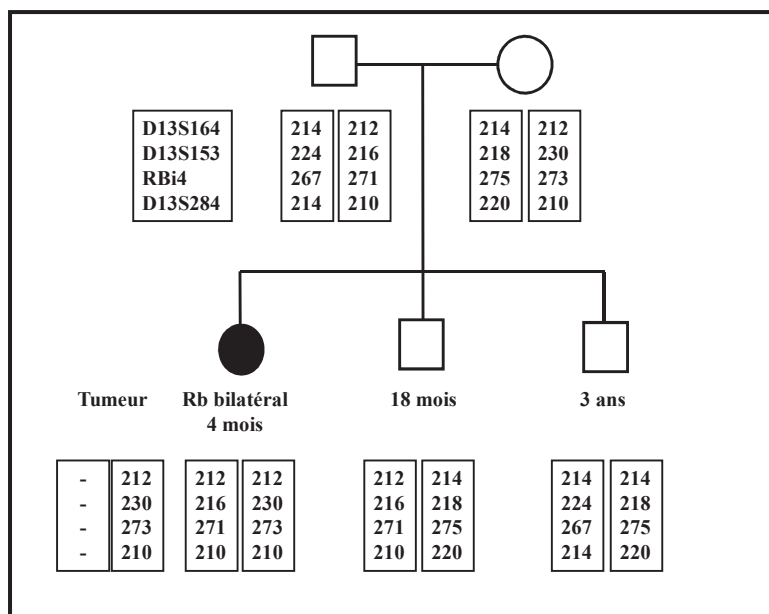 D13S164 214 212 214 212
D13S153 224 216 218 230
RBi4 267 271 275 273
D13S284 214 210 220 210
Tumeur Rb bilatéral 18 mois 3 ans
4 mois
- 212 212 212 212 214 214 214
- 230 216 230 216 218 224 218
- 273 271 273 271 275 267 275
- 210 210 210 210 220 214 220